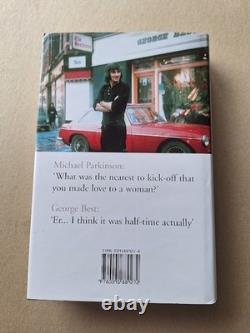 GEORGE BEST
Michael Parkinson:
'What was the nearest to kick-off that
you made love to a woman?'
George Best:
'Er... I think it was half-time actually'
ebay